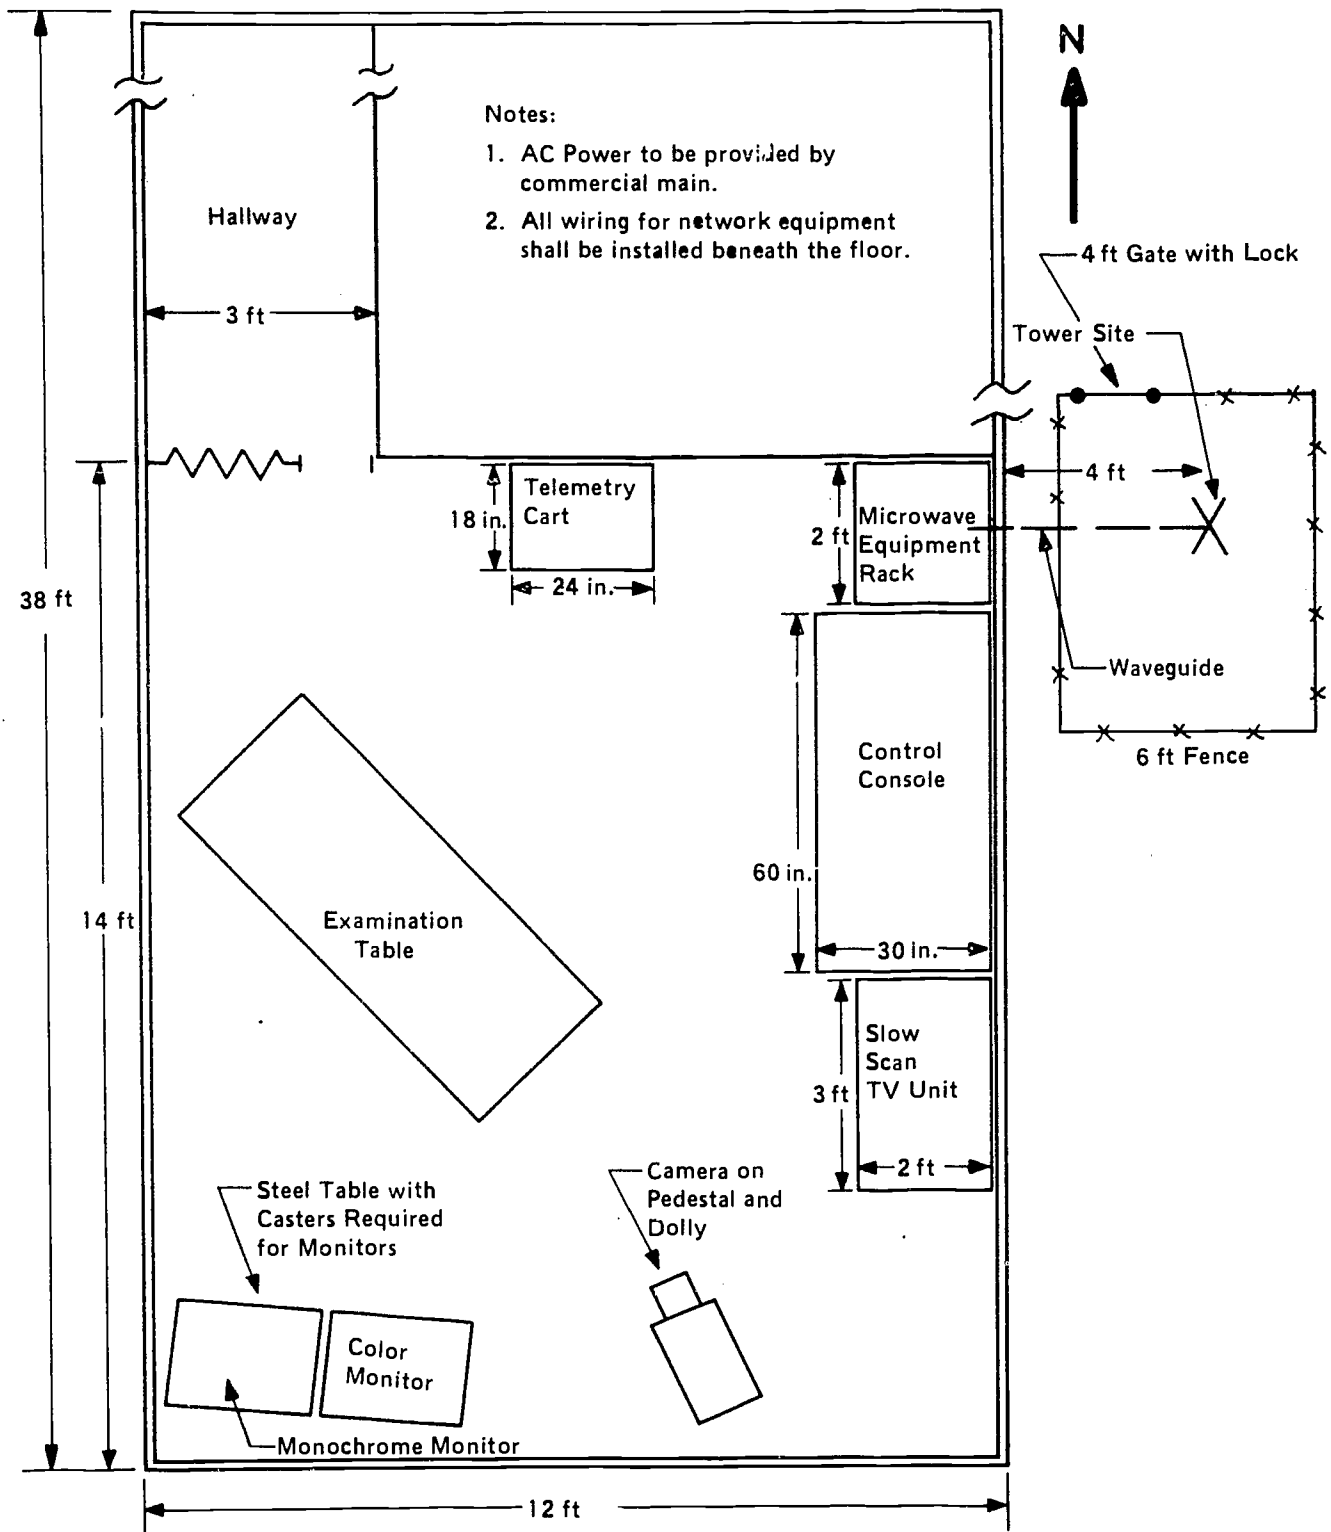 N
Notes:
1. AC Power to be provided by
commercial main.
2. All wiring for network equipment
shall be installed beneath the floor.
Hallway
4 ft Gate with Lock
3 ft
Tower Site
4 ft
Telemetry
Cart
18 in.
24 in.
2 ft
Microwave
Equipment
Rack
38 ft
Waveguide
6 ft Fence
Control
Console
60 in.
30 in.
14 ft
Examination
Table
Slow
Scan
TV Unit
3 ft
2 ft
Steel Table with
Casters Required
for Monitors
Camera on
Pedestal and
Dolly
Color
Monitor
Monochrome Monitor
12 ft